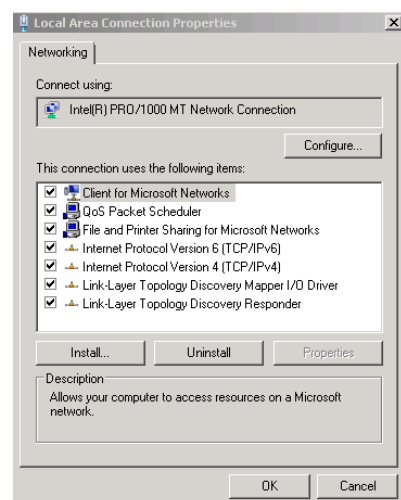 Local Area Connection Properties
Networking
Connect using:
Intel(R) PRO/1000 MT Network Connection
Configure...
This connection uses the following items:
Client for Microsoft Networks
QoS Packet Scheduler
File and Printer Sharing for Microsoft Networks
Internet Protocol Version 6 (TCP/IPv6)
Internet Protocol Version 4 (TCP/IPv4)
Link-Layer Topology Discovery Mapper I/O Driver
Link-Layer Topology Discovery Responder
Install... Uninstall Properties
Description
Allows your computer to access resources on a Microsoft
network.
OK Cancel